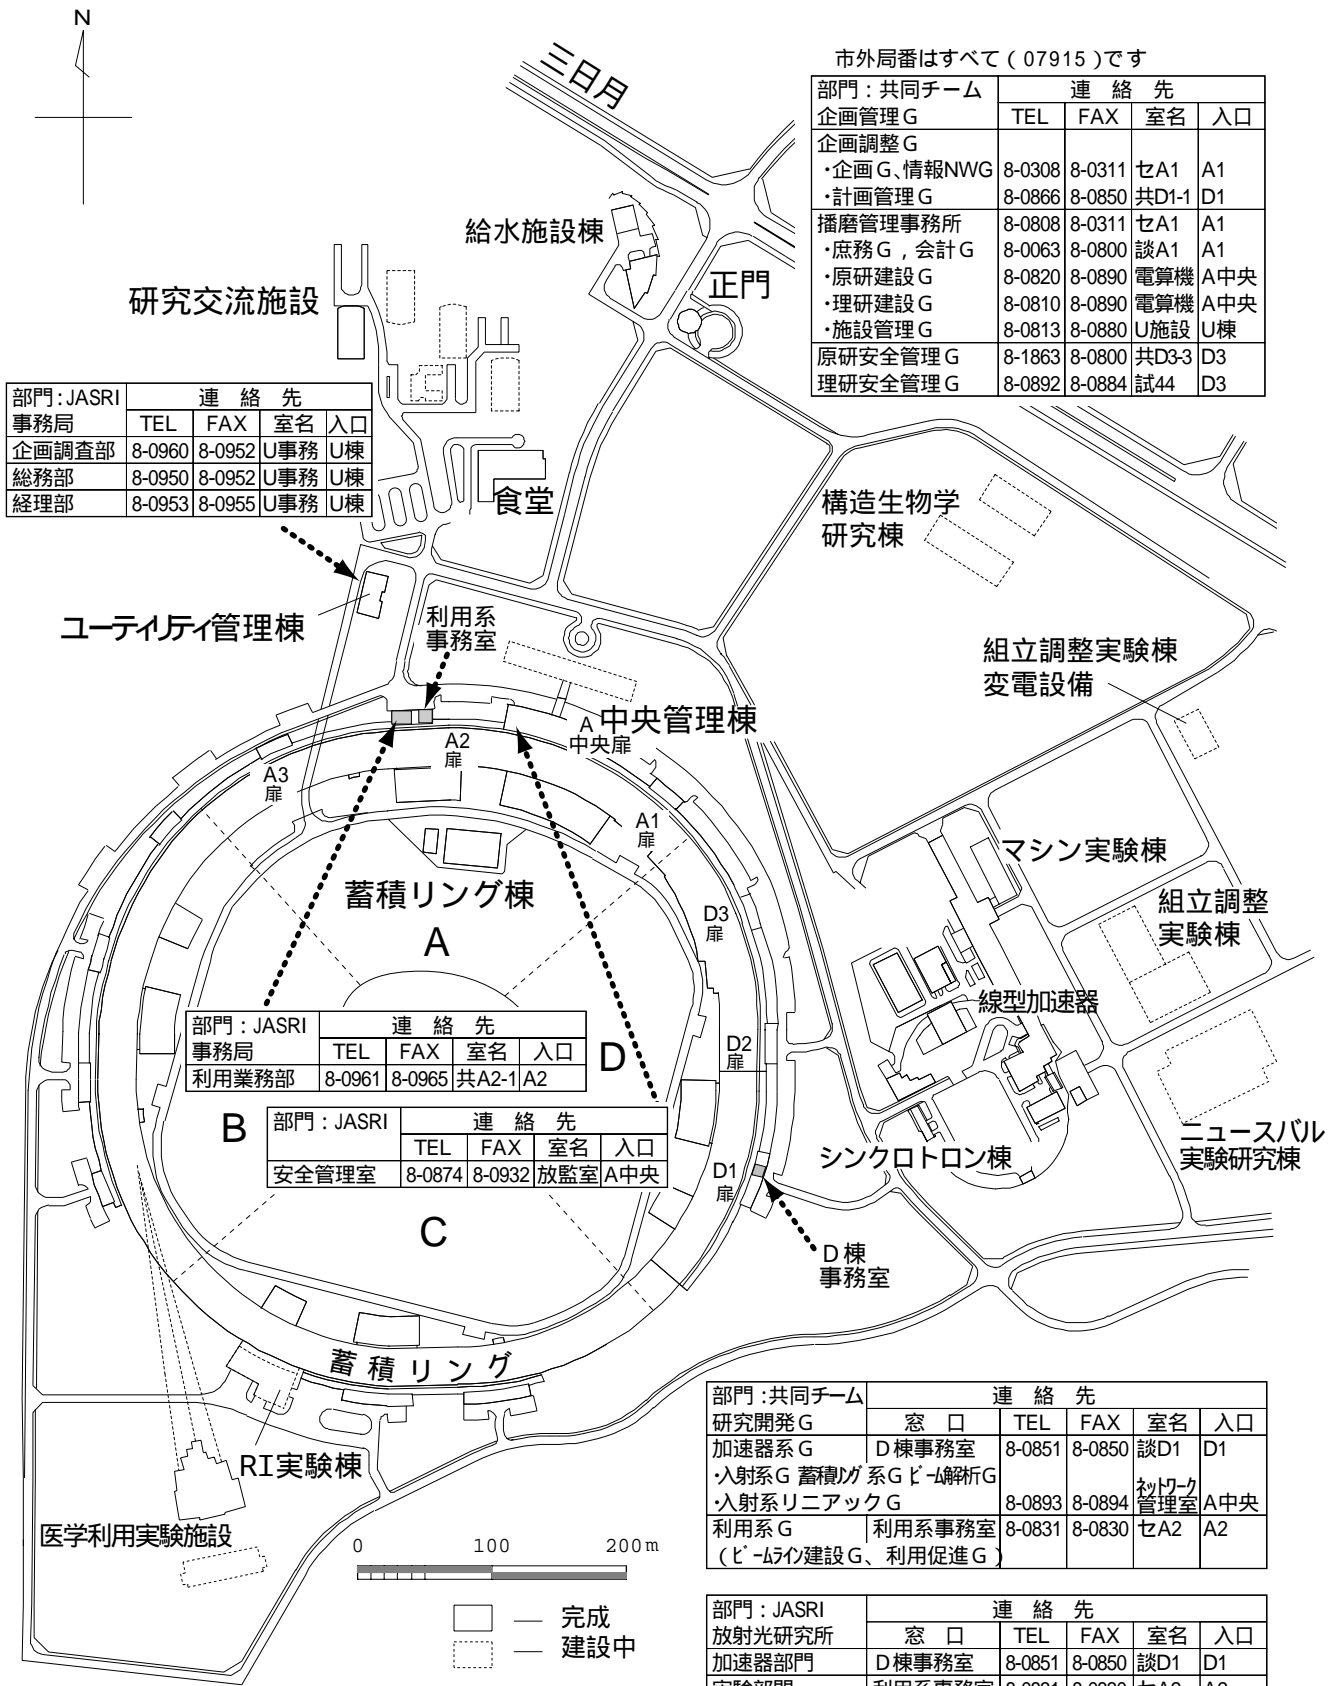 N
三日月
市外局番はすべて(07915)です
部門:共同チーム 連絡先
企画管理G TEL FAX 室名 入口
企画調整G
・企画G、情報NWG 8-0308 8-0311 セA1 A1
・計画管理G 8-0866 8-0850 共D1-1 D1
播磨管理事務所 8-0808 8-0311 セA1 A1
・庶務G,会計G 8-0063 8-0800 談A1 A1
・原研建設G 8-0820 8-0890 電算機 A中央
・理研建設G 8-0810 8-0890 電算機 A中央
・施設管理G 8-0813 8-0880 U施設 U棟
原研安全管理G 8-1863 8-0800 共D3-3 D3
理研安全管理G 8-0892 8-0884 試44 D3
給水施設棟
正門
研究交流施設
部門:JASRI 連絡先
事務局 TEL FAX 室名 入口
企画調査部 8-0960 8-0952 U事務 U棟
総務部 8-0950 8-0952 U事務 U棟
経理部 8-0953 8-0955 U事務 U棟
食堂
構造生物学
研究棟
ユーティリティ管理棟
利用系
事務室
組立調整実験棟
変電設備
中央管理棟
A
中央扉
A2
扉
A3
扉
A1
扉
マシン実験棟
蓄積リング棟
A
D3
扉
組立調整
実験棟
線型加速器
部門:JASRI 連絡先
事務局 TEL FAX 室名 入口
利用業務部 8-0961 8-0965 共A2-1 A2
D
D2
扉
B
部門:JASRI 連絡先
TEL FAX 室名 入口
安全管理室 8-0874 8-0932 放監室 A中央
D1
扉
シンクロトロン棟
ニュースバル
実験研究棟
C
D棟
事務室
蓄積リング
RI実験棟
医学利用実験施設
0 100 200m
— 完成
— 建設中
部門:共同チーム 連絡先
研究開発G 窓口 TEL FAX 室名 入口
加速器系G D棟事務室 8-0851 8-0850 談D1 D1
・入射系G 蓄積リング系G ビーム解析G
・入射系リニアックG 8-0893 8-0894 ネットワーク管理室 A中央
利用系G 利用系事務室 8-0831 8-0830 セA2 A2
(ビームライン建設G、利用促進G)
部門:JASRI 連絡先
放射光研究所 窓口 TEL FAX 室名 入口
加速器部門 D棟事務室 8-0851 8-0850 談D1 D1